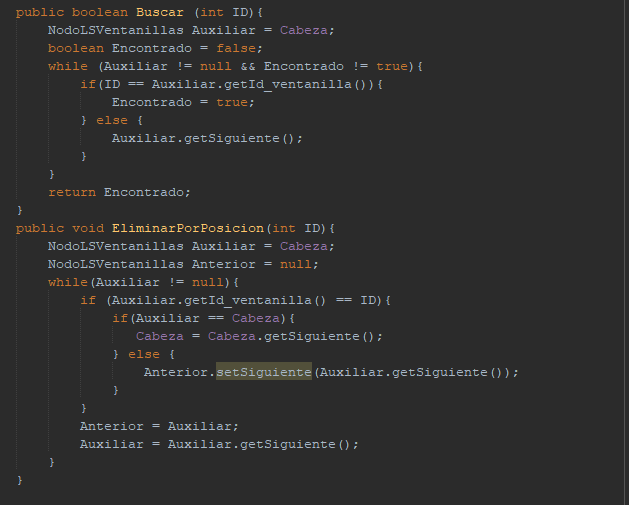 public boolean Buscar (int ID){
    NodoLSVentanillas Auxiliar = Cabeza;
    boolean Encontrado = false;
    while (Auxiliar != null && Encontrado != true){
        if(ID == Auxiliar.getId_ventanilla()){
            Encontrado = true;
        } else {
            Auxiliar.getSiguiente();
        }
    }
    return Encontrado;
}
public void EliminarPorPosicion(int ID){
    NodoLSVentanillas Auxiliar = Cabeza;
    NodoLSVentanillas Anterior = null;
    while(Auxiliar != null){
        if (Auxiliar.getId_ventanilla() == ID){
            if(Auxiliar == Cabeza){
               Cabeza = Cabeza.getSiguiente();
            } else {
                Anterior.setSiguiente(Auxiliar.getSiguiente());
            }
        }
        Anterior = Auxiliar;
        Auxiliar = Auxiliar.getSiguiente();
    }
}